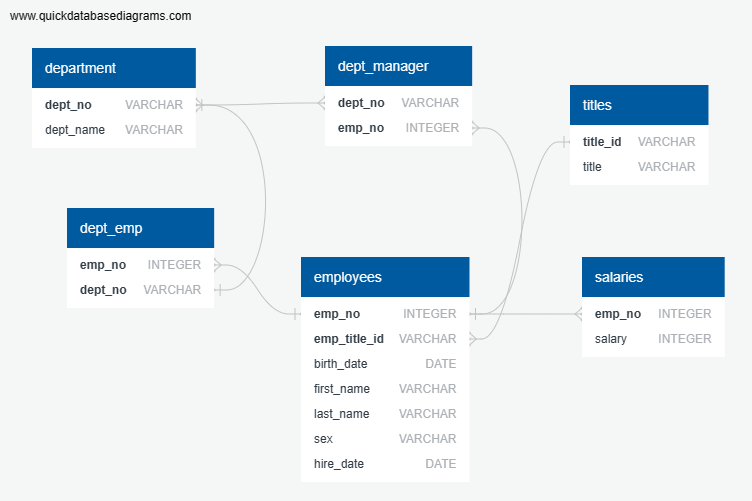 www.quickdatabasediagrams.com
department
dept_no VARCHAR
dept_name VARCHAR
dept_manager
dept_no VARCHAR
emp_no INTEGER
titles
title_id VARCHAR
title VARCHAR
dept_emp
emp_no INTEGER
dept_no VARCHAR
employees
emp_no INTEGER
emp_title_id VARCHAR
birth_date DATE
first_name VARCHAR
last_name VARCHAR
sex VARCHAR
hire_date DATE
salaries
emp_no INTEGER
salary INTEGER